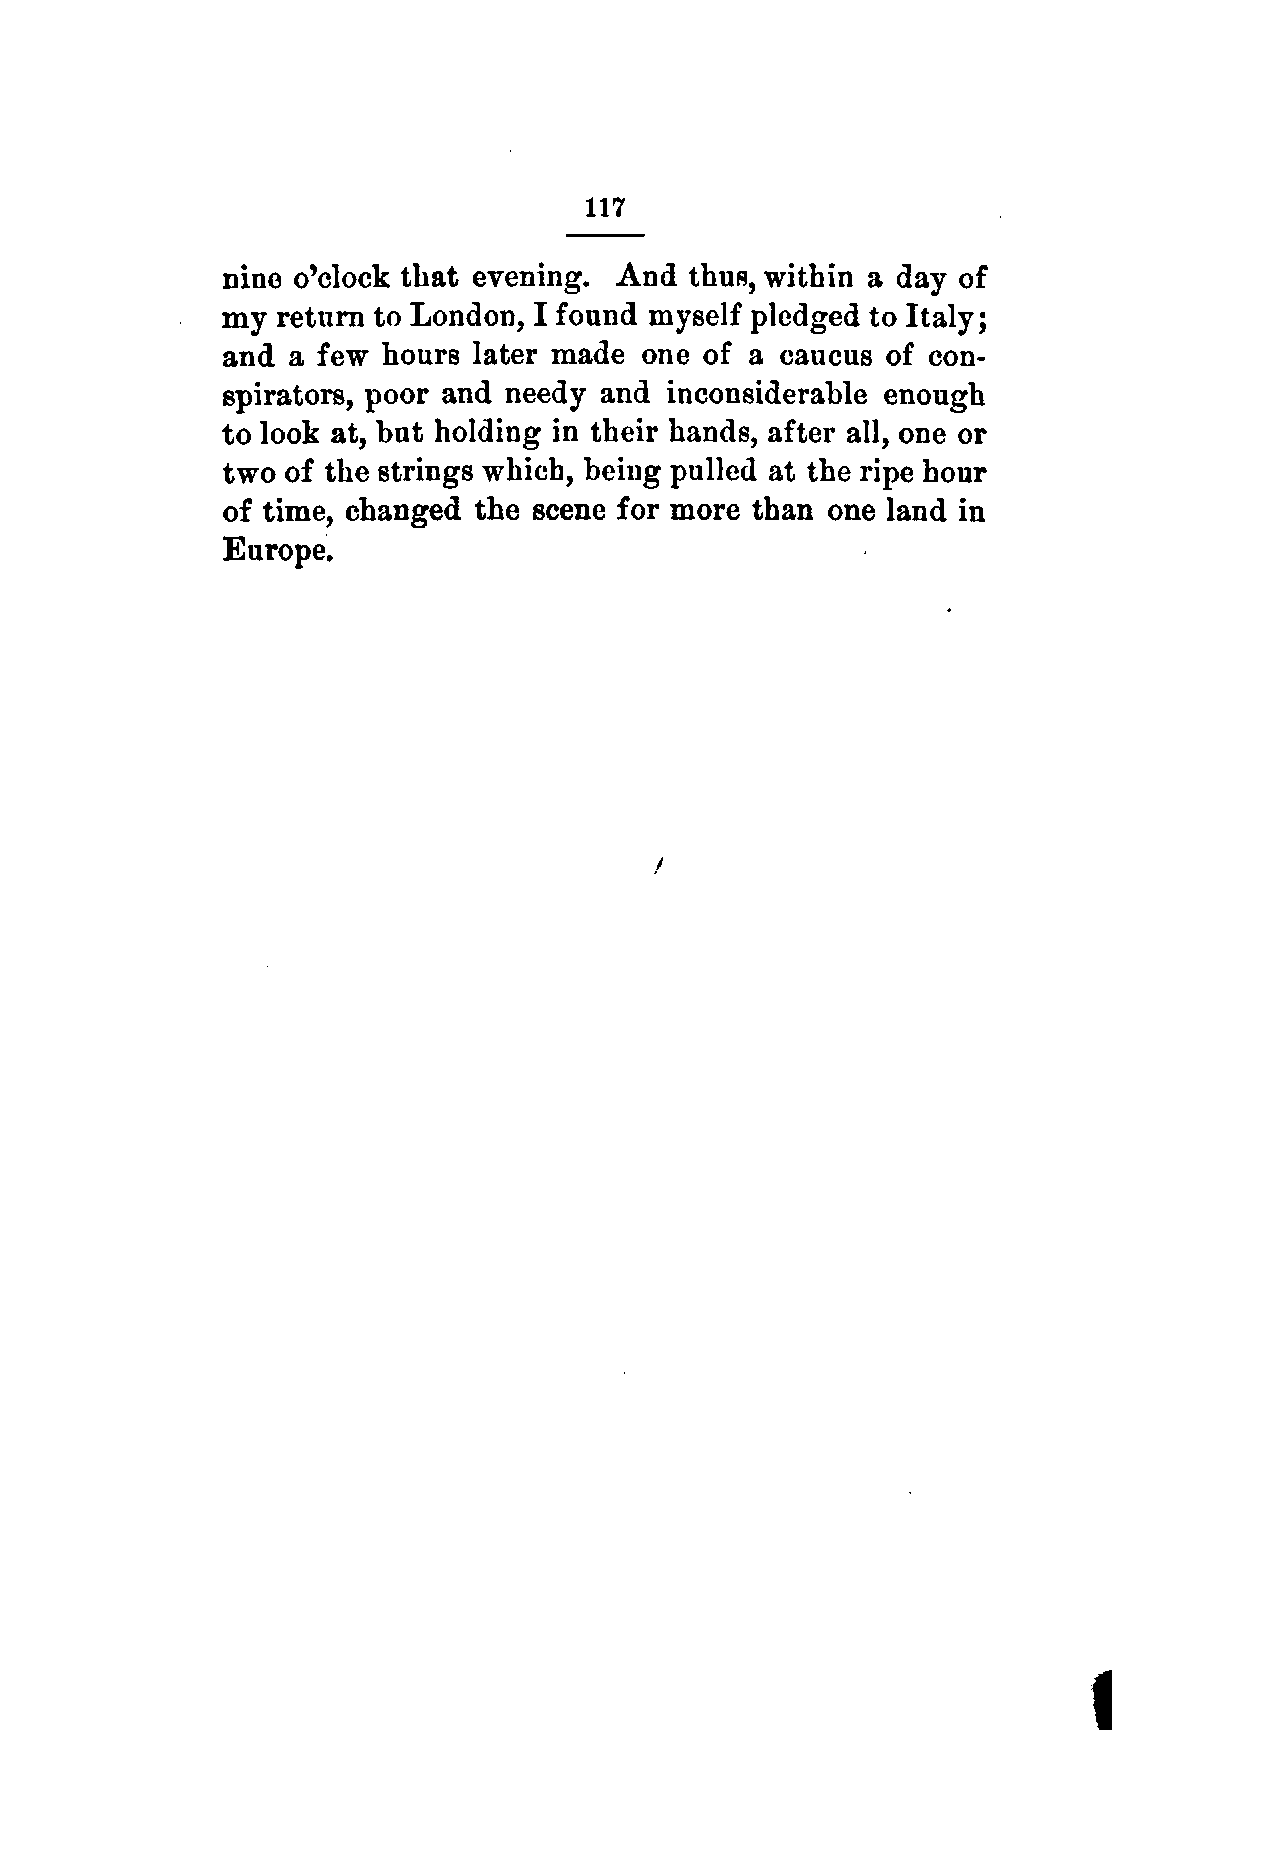 117
nine o'clock that evening. And thus, within a day of
my return to London, I found myself pledged to Italy;
and a few hours later made one of a caucus of con-
spirators, poor and needy and inconsiderable enough
to look at, but holding in their hands, after all, one or
two of the strings which, being pulled at the ripe hour
of time, changed the scene for more than one land in
Europe.